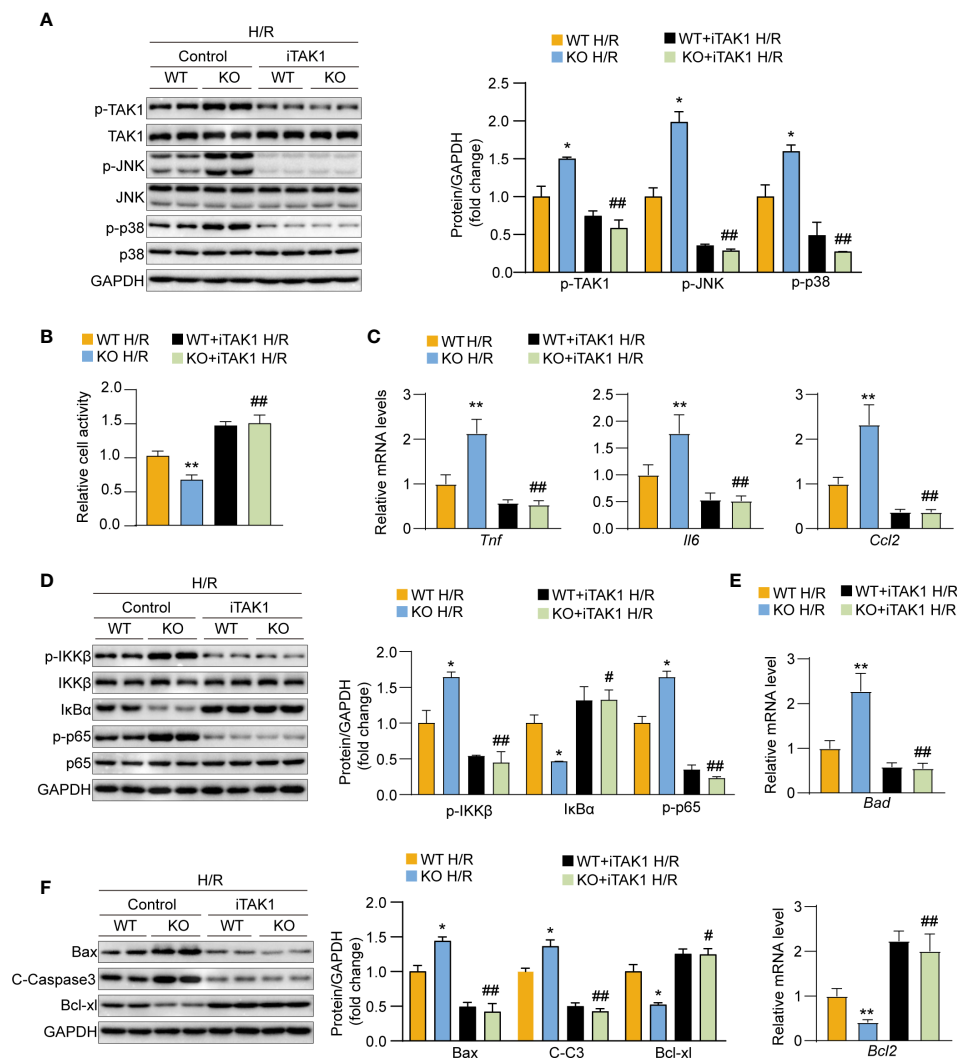 A
H/R
Control iTAK1
WT KO WT KO
p-TAK1
TAK1
p-JNK
JNK
p-p38
p38
GAPDH
WT H/R WT+iTAK1 H/R
KO H/R KO+iTAK1 H/R
Protein/GAPDH
(fold change)
2.5
2.0
1.5
1.0
0.5
0.0
* * *
## ## ##
p-TAK1 p-JNK p-p38
B
WT H/R WT+iTAK1 H/R
KO H/R KO+iTAK1 H/R
Relative cell activity
2.0
1.5
1.0
0.5
0.0
** ##
C
WT H/R WT+iTAK1 H/R
KO H/R KO+iTAK1 H/R
Relative mRNA levels
3
2
1
0
** ##
Tnf
2.5
2.0
1.5
1.0
0.5
0.0
** ##
Il6
3
2
1
0
** ##
Ccl2
D
H/R
Control iTAK1
WT KO WT KO
p-IKKβ
IKKβ
IκBα
p-p65
p65
GAPDH
WT H/R WT+iTAK1 H/R
KO H/R KO+iTAK1 H/R
Protein/GAPDH
(fold change)
2.0
1.5
1.0
0.5
0.0
* ## * # * ##
p-IKKβ IκBα p-p65
E
WT H/R WT+iTAK1 H/R
KO H/R KO+iTAK1 H/R
Relative mRNA level
3
2
1
0
** ##
Bad
F
H/R
Control iTAK1
WT KO WT KO
Bax
C-Caspase3
Bcl-xl
GAPDH
WT H/R WT+iTAK1 H/R
KO H/R KO+iTAK1 H/R
Protein/GAPDH
(fold change)
2.0
1.5
1.0
0.5
0.0
* ## * ## * #
Bax C-C3 Bcl-xl
Relative mRNA level
3
2
1
0
** ##
Bcl2